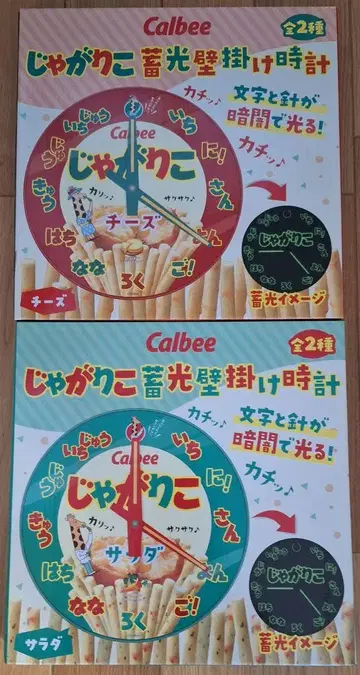 Calbee
全2種
じゃがりこ 蓄光壁掛け時計
カチッ♪
文字と針が
暗闇で光る!
カチッ♪
いち
に!
さん
よん
ご!
ろく
なな
はち
きゅう
じゅう
じゅういち
Calbee
じゃがりこ
カリッ♪
サクサク♪
チーズ
じゃがりこ
蓄光イメージ
チーズ
Calbee
全2種
じゃがりこ 蓄光壁掛け時計
カチッ♪
文字と針が
暗闇で光る!
カチッ♪
いち
に!
さん
よん
ご!
ろく
なな
はち
きゅう
じゅう
じゅういち
Calbee
じゃがりこ
カリッ♪
サクサク♪
サラダ
じゃがりこ
蓄光イメージ
サラダ